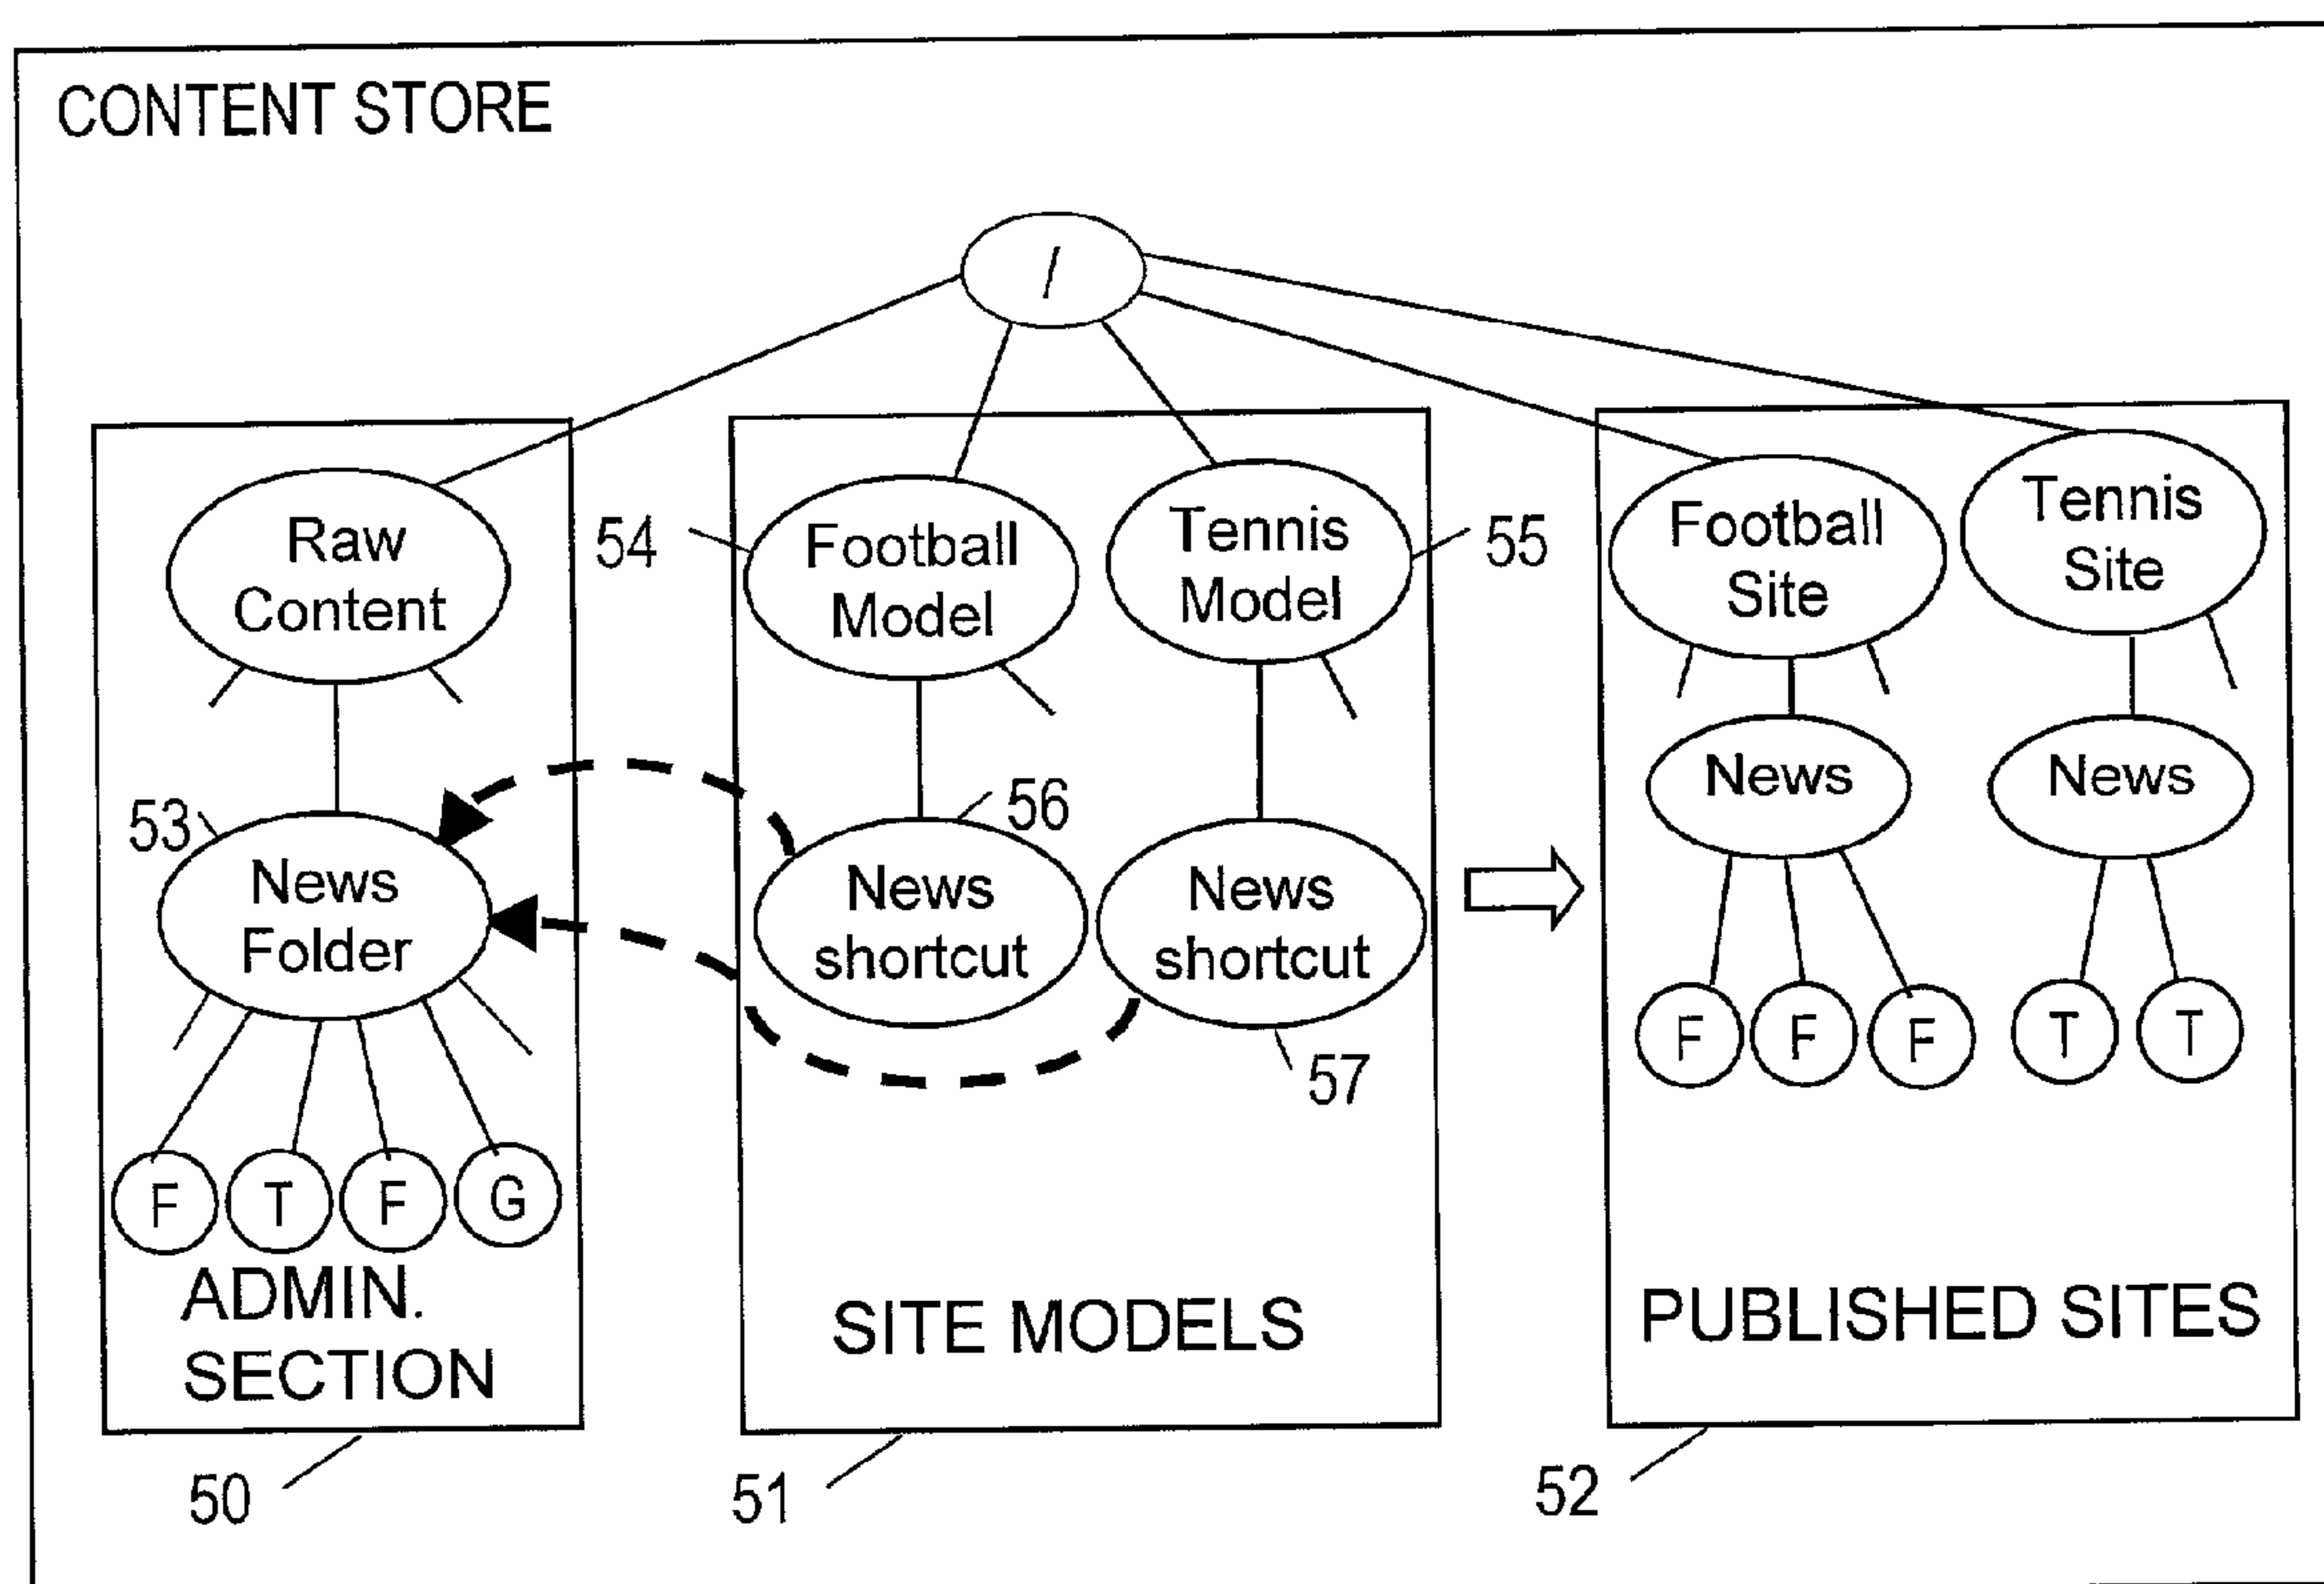 CONTENT STORE
/
Raw
Content
54
Football
Model
Tennis
Model
55
Football
Site
Tennis
Site
53
News
Folder
56
News
shortcut
News
shortcut
57
News
News
F F F T T
F T F G
ADMIN.
SECTION
SITE MODELS
PUBLISHED SITES
50
51
52